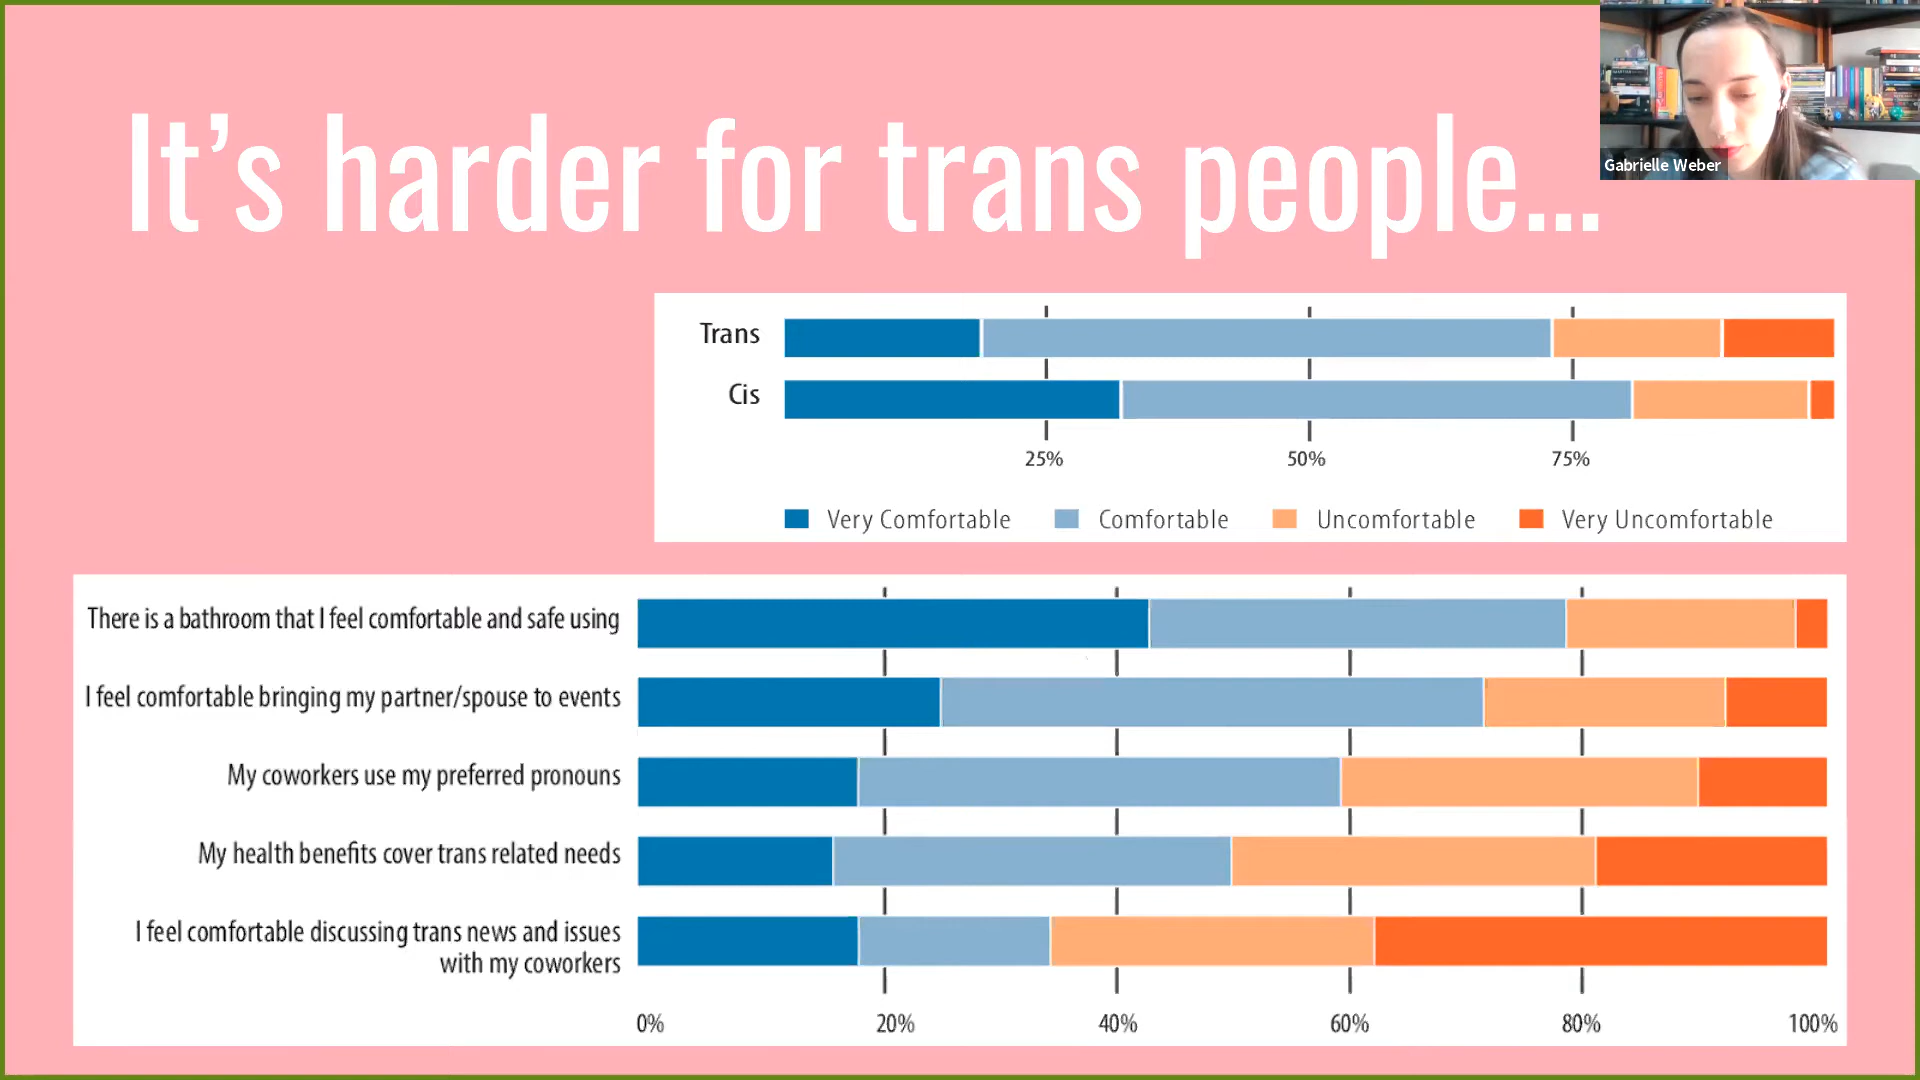 It’s harder for trans people...
Gabrielle Weber
Trans
Cis
25% 50% 75%
Very Comfortable Comfortable Uncomfortable Very Uncomfortable
There is a bathroom that I feel comfortable and safe using
I feel comfortable bringing my partner/spouse to events
My coworkers use my preferred pronouns
My health benefits cover trans related needs
I feel comfortable discussing trans news and issues
with my coworkers
0% 20% 40% 60% 80% 100%